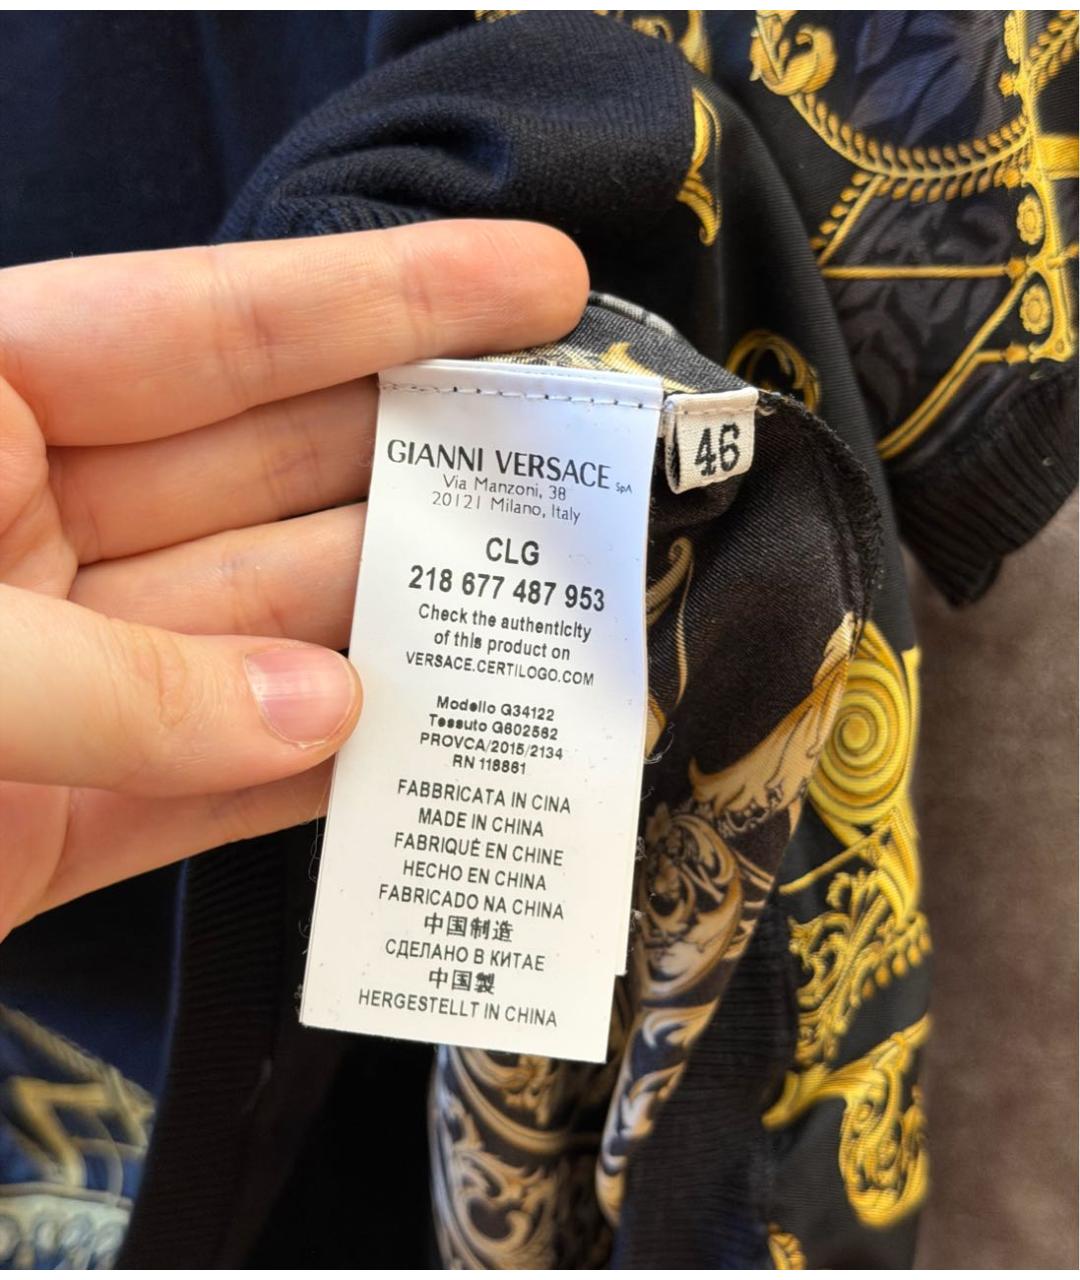 GIANNI VERSACE SpA
Via Manzoni, 38
20121 Milano, Italy
46
CLG
218 677 487 953
Check the authenticity
of this product on
VERSACE.CERTILOGO.COM
Modello G34122
Tessuto G602562
PROVCA/2015/2134
RN 118861
FABBRICATA IN CINA
MADE IN CHINA
FABRIQUÉ EN CHINE
HECHO EN CHINA
FABRICADO NA CHINA
中国制造
СДЕЛАНО В КИТАЕ
中国製
HERGESTELLT IN CHINA